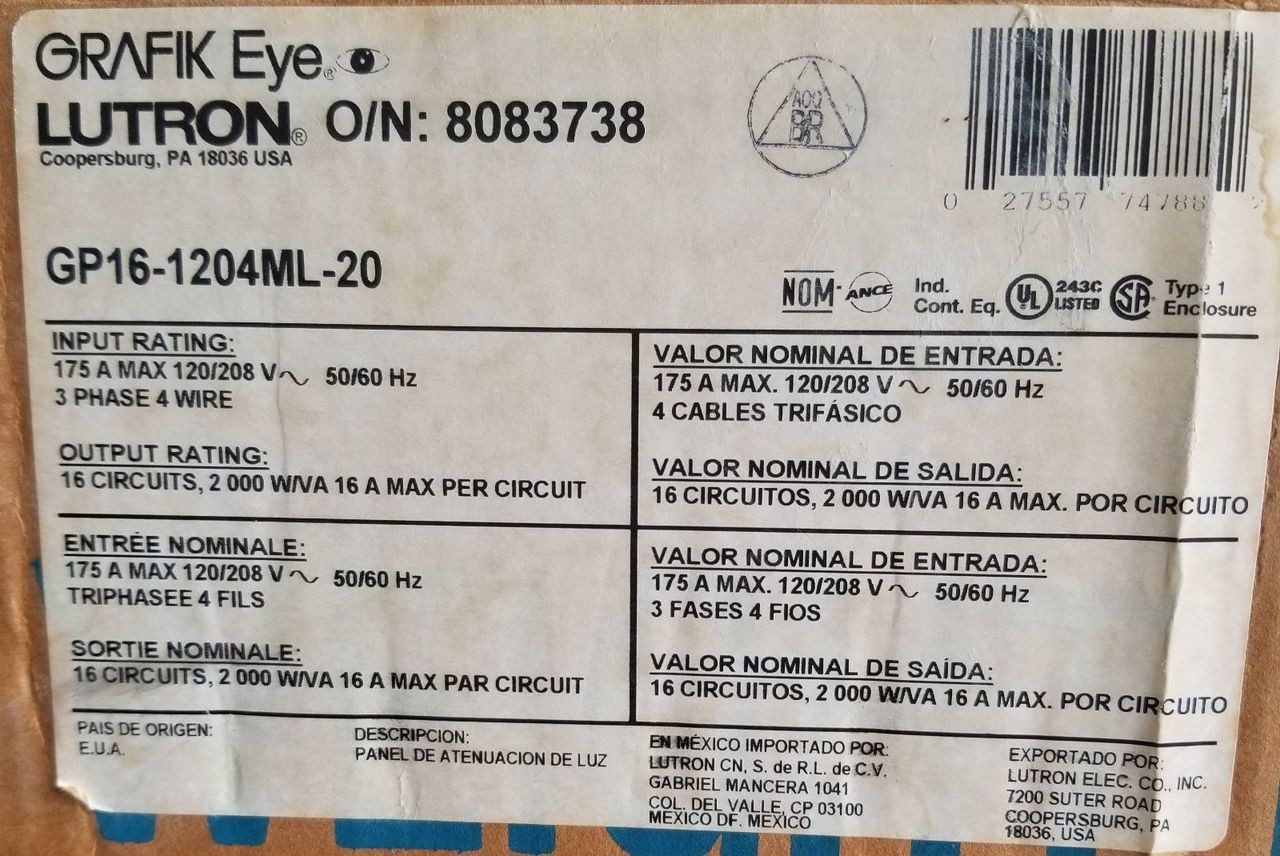 GRAFIK Eye®
LUTRON® O/N: 8083738
Coopersburg, PA 18036 USA
0 27557 74788
GP16-1204ML-20
NOM-ANCE Ind. Cont. Eq. UL 243C LISTED SA Type 1 Enclosure
INPUT RATING:
175 A MAX 120/208 V~ 50/60 Hz
3 PHASE 4 WIRE
OUTPUT RATING:
16 CIRCUITS, 2 000 W/VA 16 A MAX PER CIRCUIT
VALOR NOMINAL DE ENTRADA:
175 A MAX. 120/208 V~ 50/60 Hz
4 CABLES TRIFÁSICO
VALOR NOMINAL DE SALIDA:
16 CIRCUITOS, 2 000 W/VA 16 A MAX. POR CIRCUITO
ENTRÉE NOMINALE:
175 A MAX 120/208 V~ 50/60 Hz
TRIPHASEE 4 FILS
SORTIE NOMINALE:
16 CIRCUITS, 2 000 W/VA 16 A MAX PAR CIRCUIT
VALOR NOMINAL DE ENTRADA:
175 A MAX. 120/208 V~ 50/60 Hz
3 FASES 4 FIOS
VALOR NOMINAL DE SAÍDA:
16 CIRCUITOS, 2 000 W/VA 16 A MAX. POR CIRCUITO
PAIS DE ORIGEN:
E.U.A.
DESCRIPCION:
PANEL DE ATENUACION DE LUZ
EN MÉXICO IMPORTADO POR:
LUTRON CN, S. de R.L. de C.V.
GABRIEL MANCERA 1041
COL. DEL VALLE, CP 03100
MEXICO DF. MEXICO
EXPORTADO POR:
LUTRON ELEC. CO., INC.
7200 SUTER ROAD
COOPERSBURG, PA
18036, USA